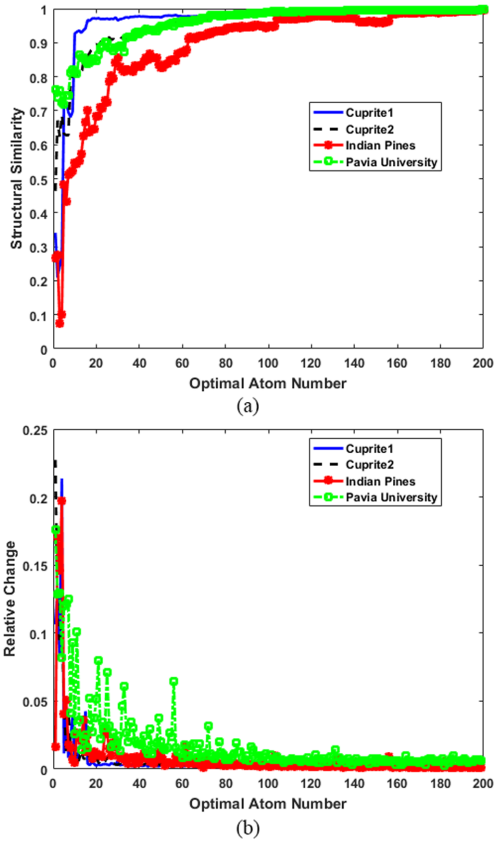 1
0.9
0.8
0.7
0.6
0.5
0.4
0.3
0.2
0.1
0
Structural Similarity
Cuprite1
Cuprite2
Indian Pines
Pavia University
0 20 40 60 80 100 120 140 160 180 200
Optimal Atom Number
(a)
0.25
0.2
0.15
0.1
0.05
0
Relative Change
Cuprite1
Cuprite2
Indian Pines
Pavia University
0 20 40 60 80 100 120 140 160 180 200
Optimal Atom Number
(b)